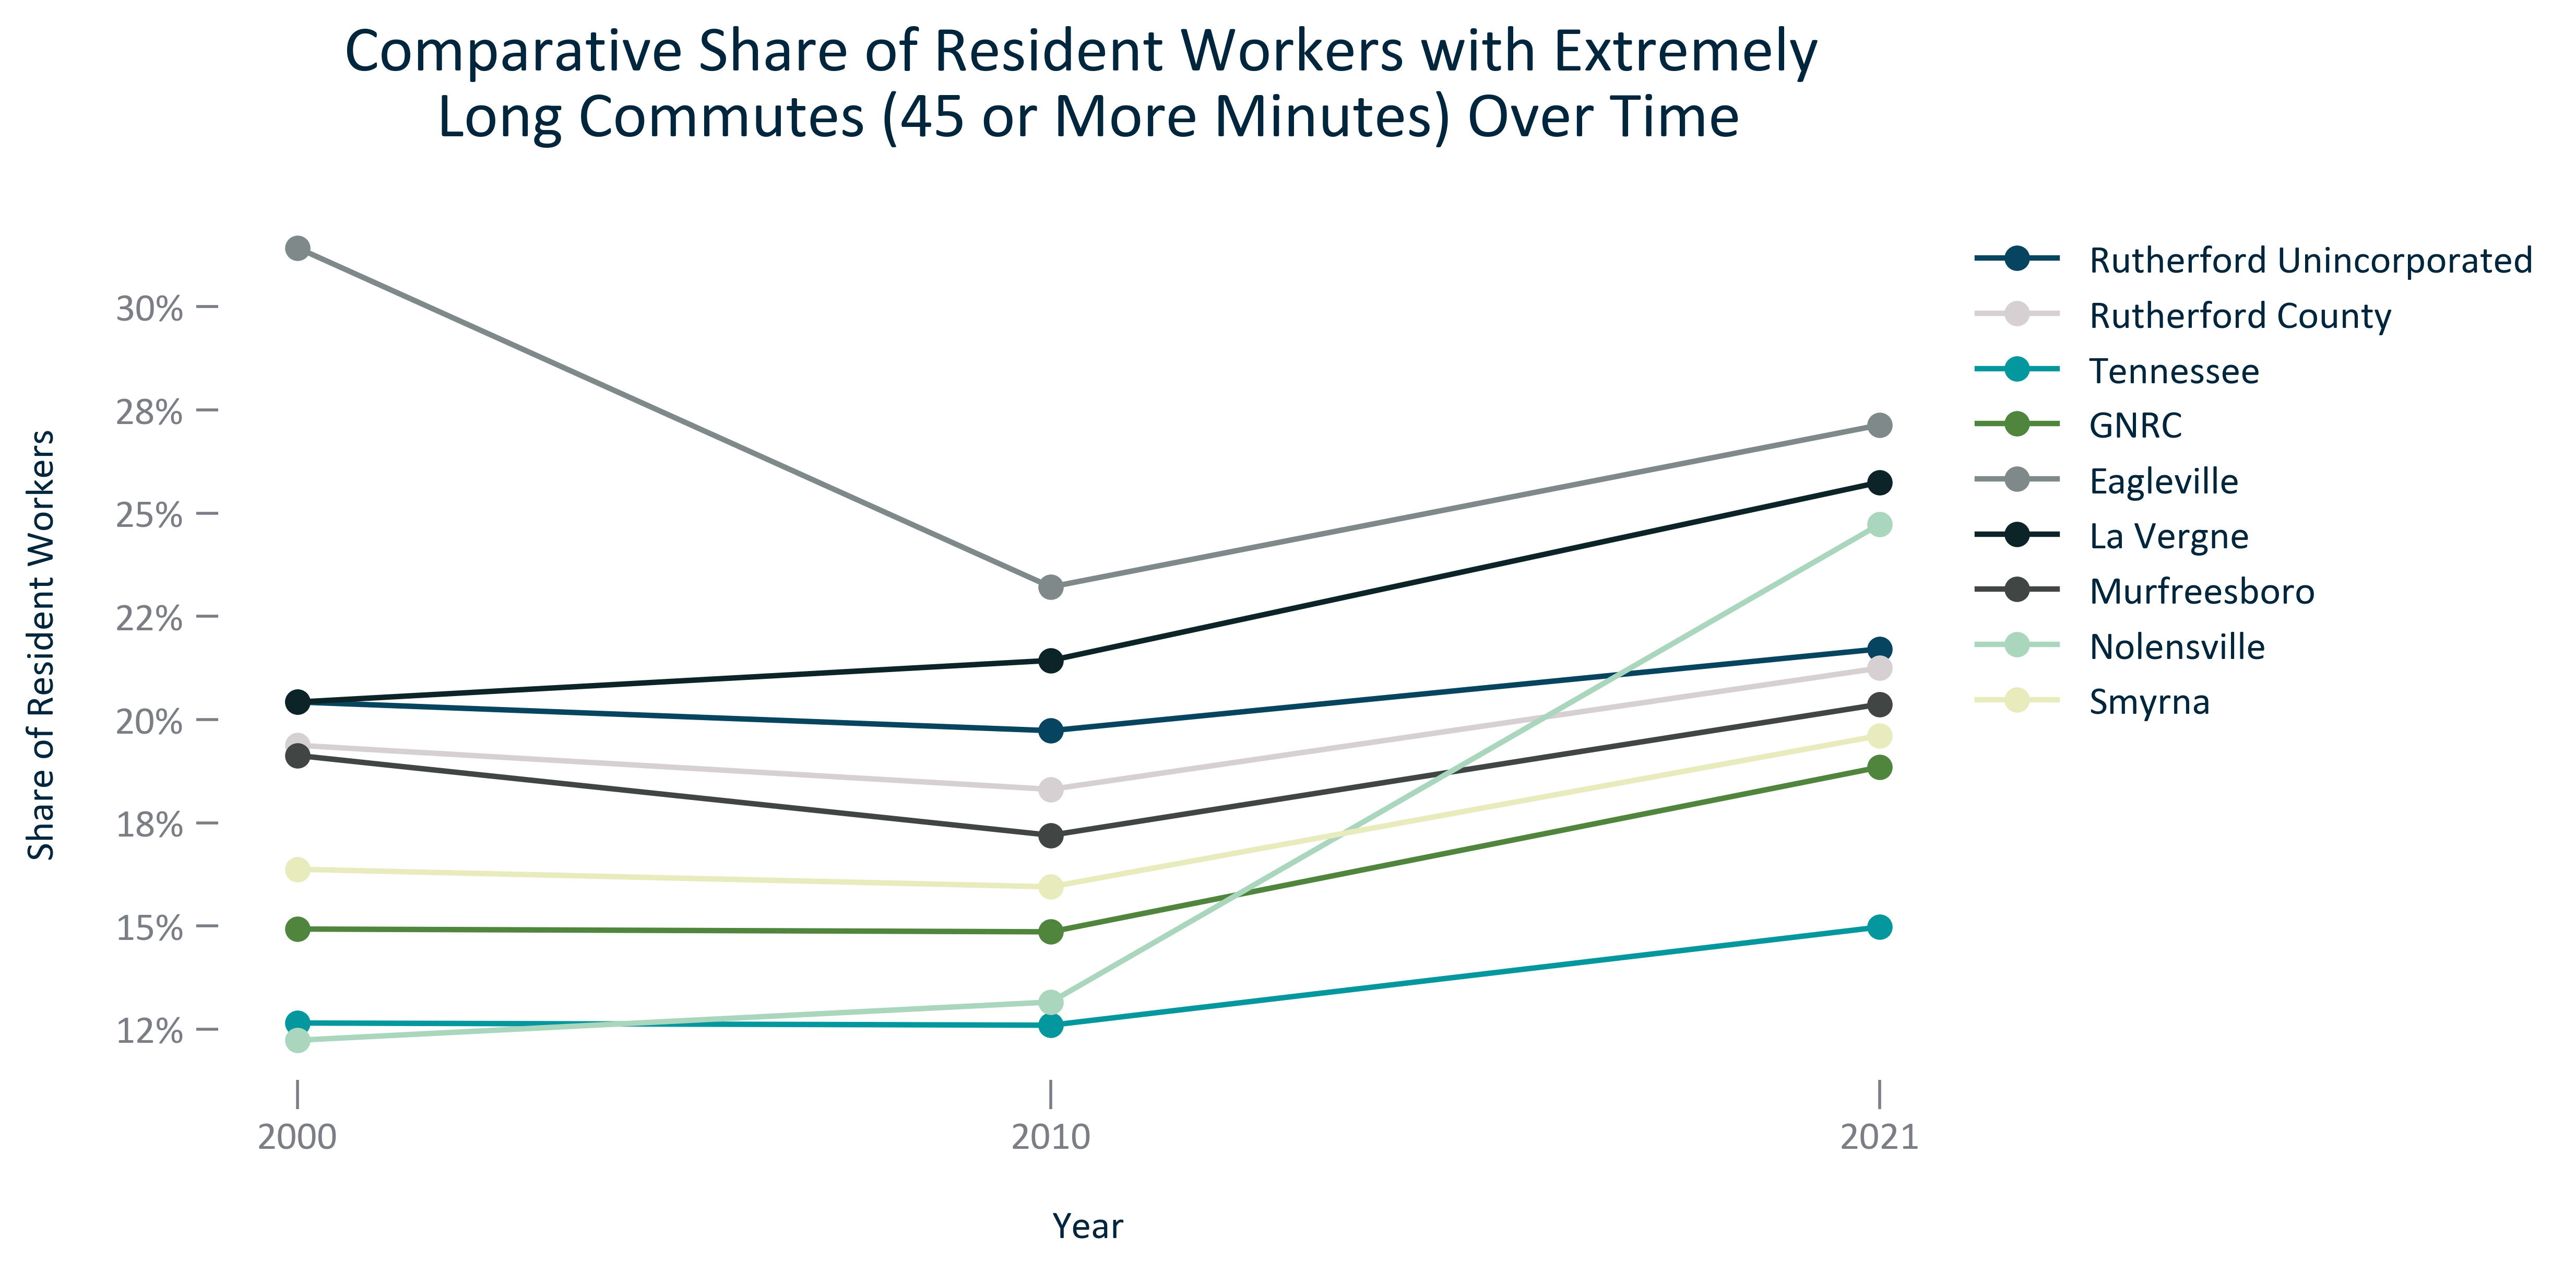 Comparative Share of Resident Workers with Extremely
Long Commutes (45 or More Minutes) Over Time
Share of Resident Workers
30%
28%
25%
22%
20%
18%
15%
12%
2000
2010
2021
Year
Rutherford Unincorporated
Rutherford County
Tennessee
GNRC
Eagleville
La Vergne
Murfreesboro
Nolensville
Smyrna